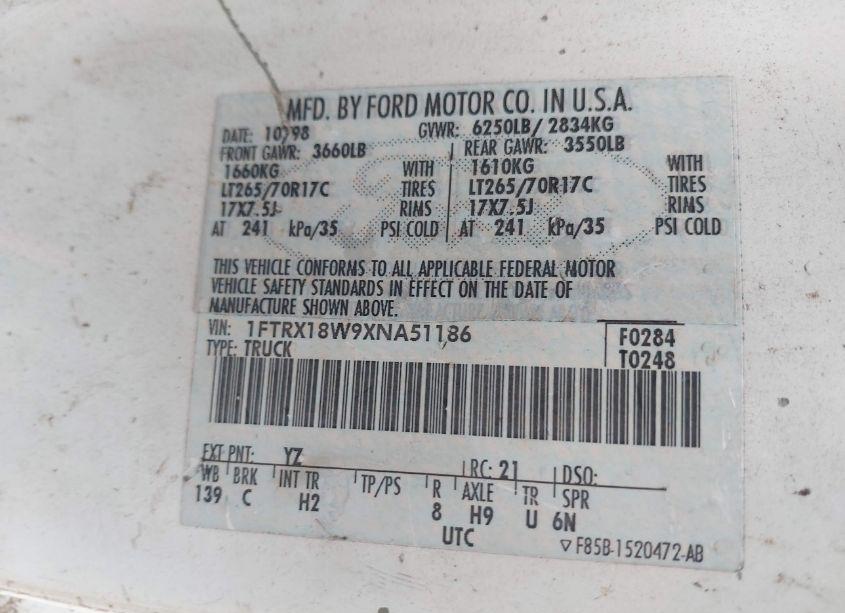 MFD. BY FORD MOTOR CO. IN U.S.A.
DATE: 10/98 GVWR: 6250LB/ 2834KG
FRONT GAWR: 3660LB REAR GAWR: 3550LB
1660KG WITH 1610KG WITH
LT265/70R17C TIRES LT265/70R17C TIRES
17X7.5J RIMS 17X7.5J RIMS
AT 241 kPa/35 PSI COLD AT 241 kPa/35 PSI COLD
THIS VEHICLE CONFORMS TO ALL APPLICABLE FEDERAL MOTOR
VEHICLE SAFETY STANDARDS IN EFFECT ON THE DATE OF
MANUFACTURE SHOWN ABOVE.
VIN: 1FTRX18W9XNA51186 F0284
TYPE: TRUCK T0248
EXT PNT: YZ RC: 21 DSO:
WB BRK INT TR TP/PS R AXLE TR SPR
139 C H2 8 H9 U 6N
UTC ▽ F85B-1520472-AB